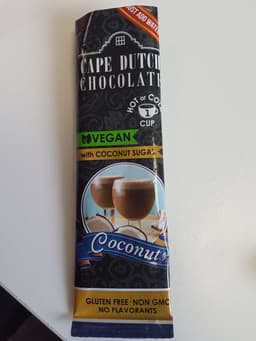 JUST ADD WATER
CAPE DUTCH
CHOCOLATE
HOT or COLD
1
CUP
VEGAN
with COCONUT SUGAR
Coconut
GLUTEN FREE · NON GMO
NO FLAVORANTS